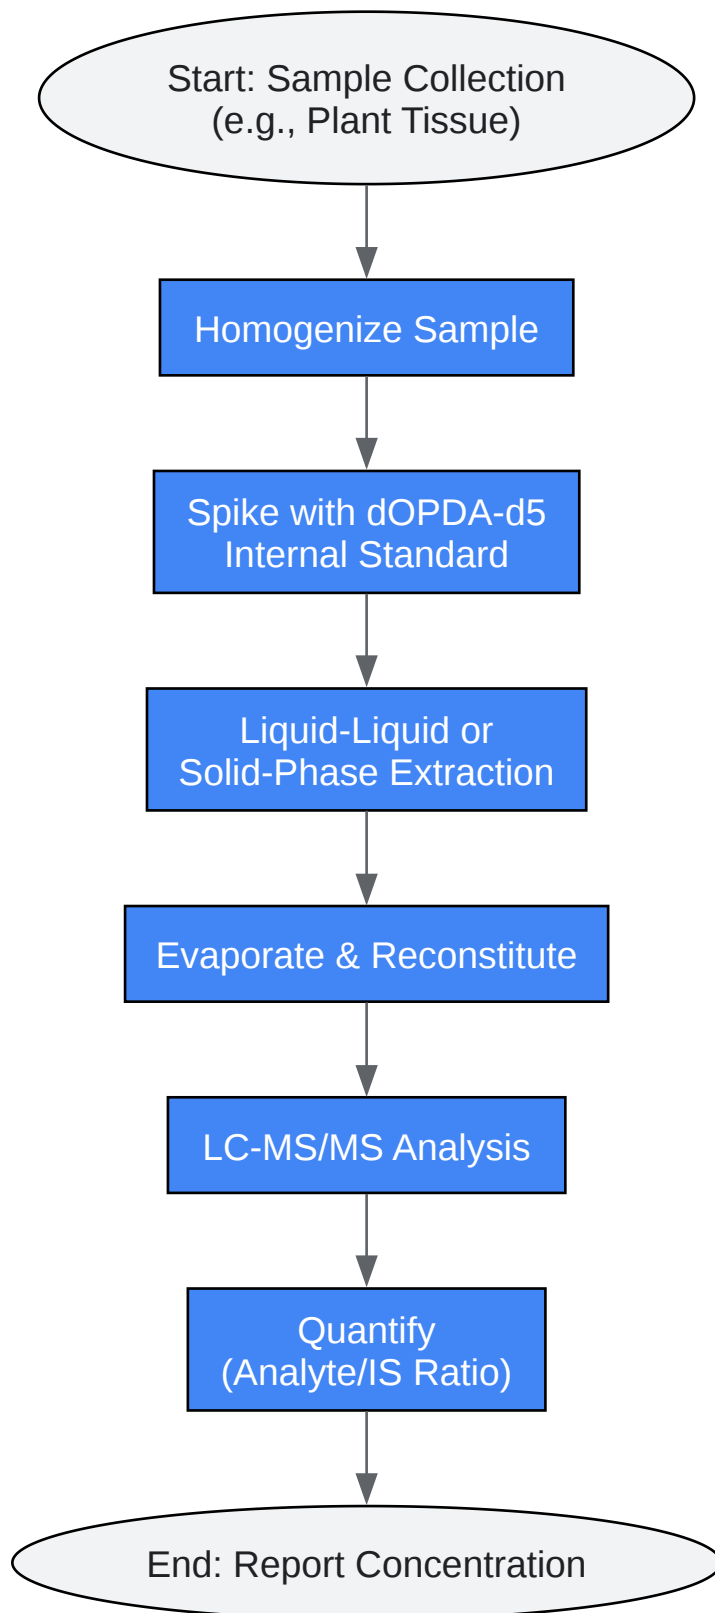 Start: Sample Collection
(e.g., Plant Tissue)
Homogenize Sample
Spike with dOPDA-d5
Internal Standard
Liquid-Liquid or
Solid-Phase Extraction
Evaporate & Reconstitute
LC-MS/MS Analysis
Quantify
(Analyte/IS Ratio)
End: Report Concentration